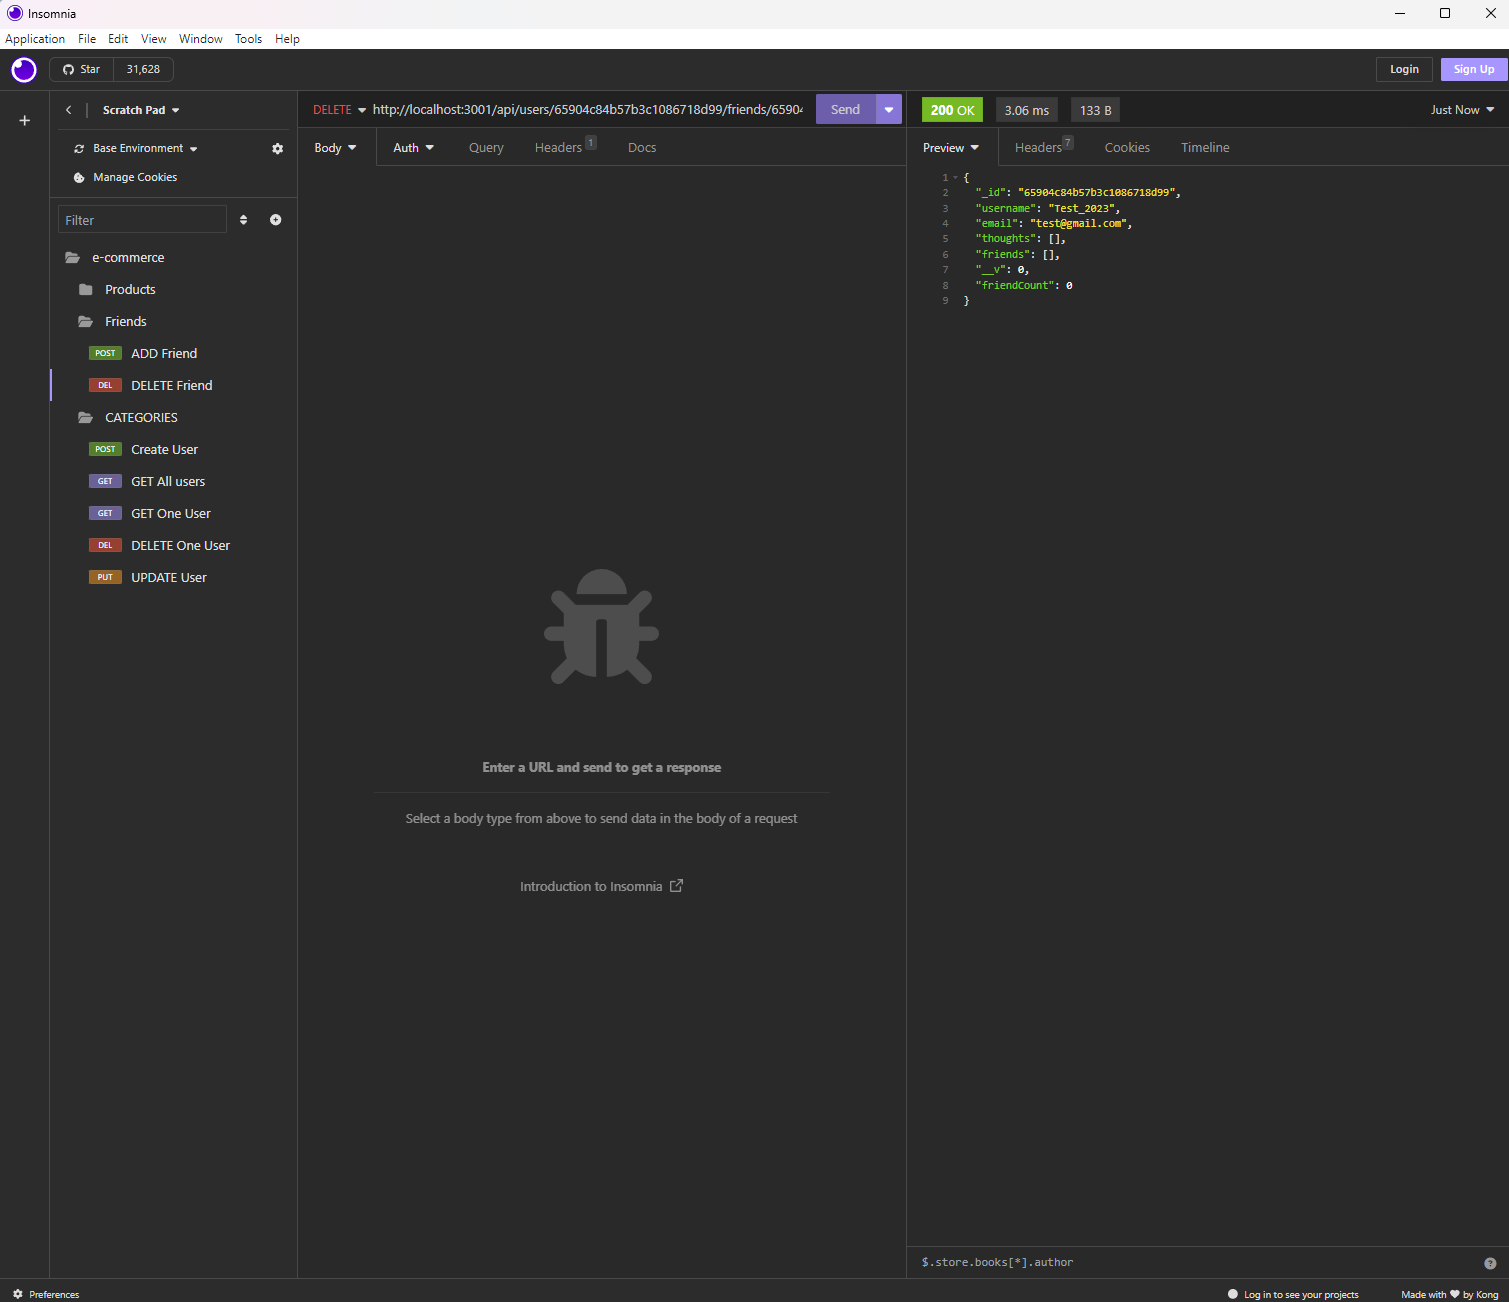 Insomnia
Application File Edit View Window Tools Help
Star 31,628
Login Sign Up
Scratch Pad
Base Environment
Manage Cookies
Filter
e-commerce
Products
Friends
POST ADD Friend
DEL DELETE Friend
CATEGORIES
POST Create User
GET GET All users
GET GET One User
DEL DELETE One User
PUT UPDATE User
DELETE http://localhost:3001/api/users/65904c84b57b3c1086718d99/friends/65904 Send
Body Auth Query Headers 1 Docs
Enter a URL and send to get a response
Select a body type from above to send data in the body of a request
Introduction to Insomnia
200 OK 3.06 ms 133 B Just Now
Preview Headers 7 Cookies Timeline
1 {
2 "_id": "65904c84b57b3c1086718d99",
3 "username": "Test_2023",
4 "email": "test@gmail.com",
5 "thoughts": [],
6 "friends": [],
7 "__v": 0,
8 "friendCount": 0
9 }
$.store.books[*].author
Preferences
Log in to see your projects Made with by Kong